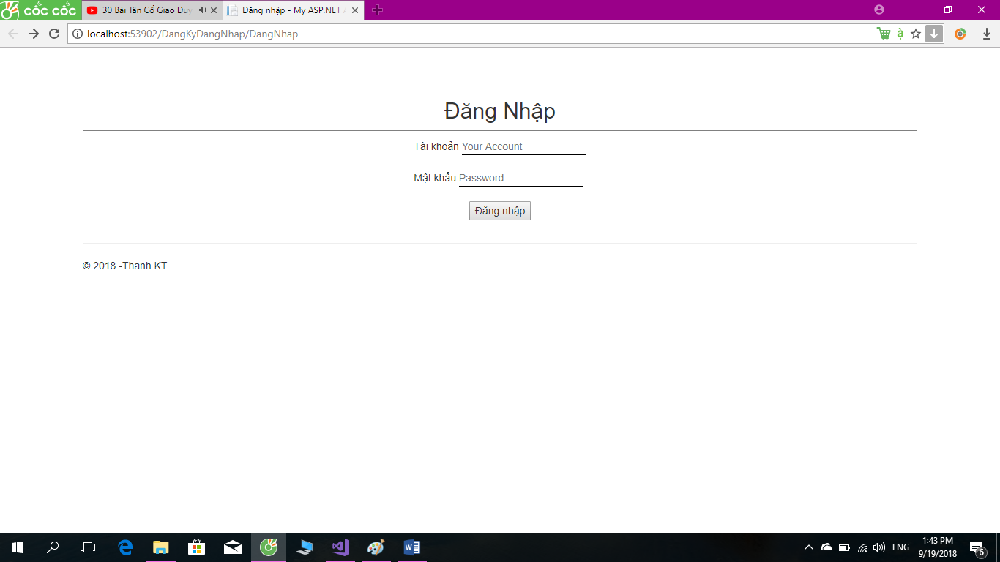 cốc cốc
30 Bài Tân Cổ Giao Duy
Đăng nhập - My ASP.NET
localhost:53902/DangKyDangNhap/DangNhap
Đăng Nhập
Tài khoản Your Account
Mật khẩu Password
Đăng nhập
© 2018 -Thanh KT
ENG
1:43 PM
9/19/2018
6